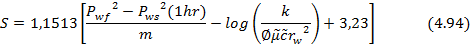 S = 1,1513 [ (P_wf² − P_ws²(1hr)) / m − log ( k / (Ø μ̃ c̃ r_w²) ) + 3,23 ] (4.94)